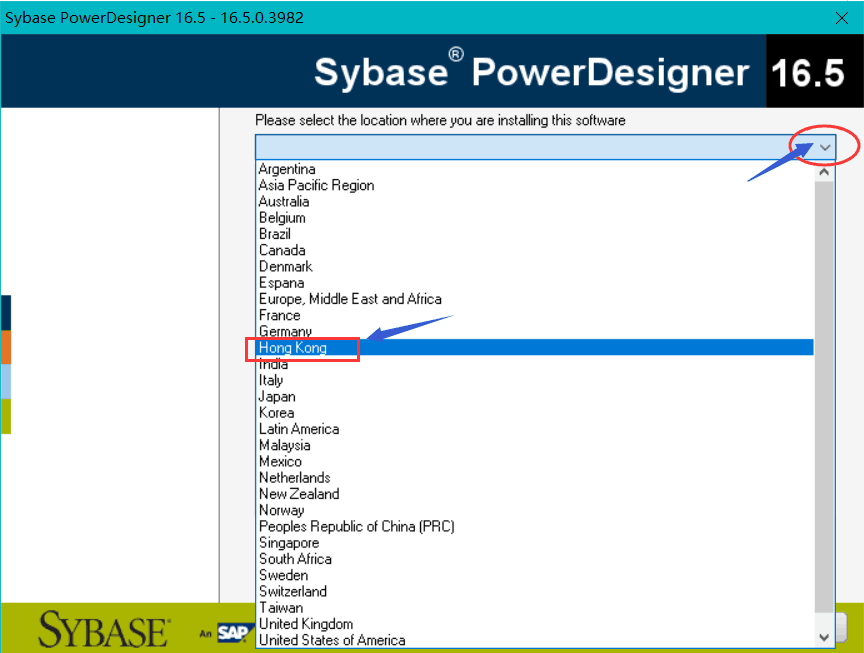 Sybase PowerDesigner 16.5 - 16.5.0.3982
Sybase® PowerDesigner 16.5
Please select the location where you are installing this software
Argentina
Asia Pacific Region
Australia
Belgium
Brazil
Canada
Denmark
Espana
Europe, Middle East and Africa
France
Germany
Hong Kong
India
Italy
Japan
Korea
Latin America
Malaysia
Mexico
Netherlands
New Zealand
Norway
Peoples Republic of China (PRC)
Singapore
South Africa
Sweden
Switzerland
Taiwan
United Kingdom
United States of America
SYBASE® An SAP